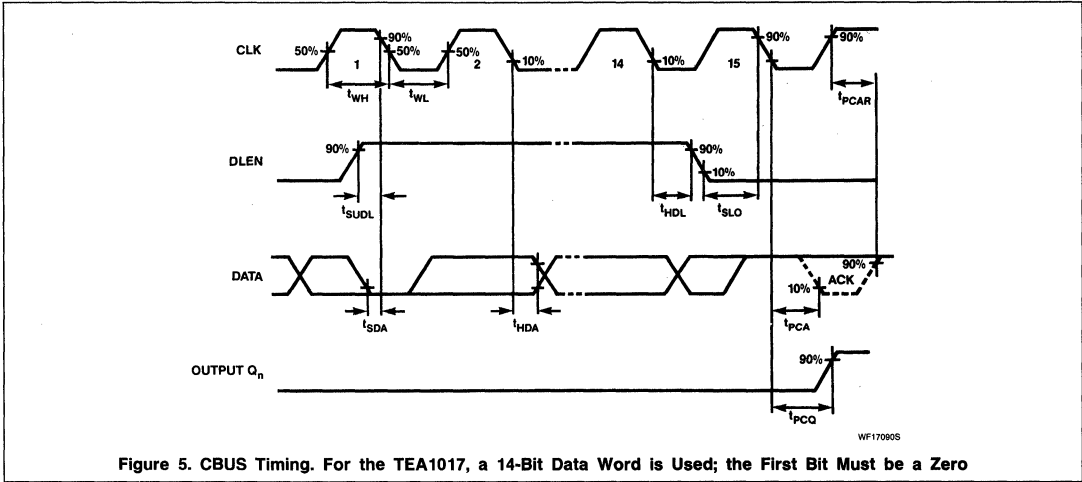 CLK
50%
90%
50%
50%
10%
10%
90%
90%
1
2
14
15
tWH
tWL
tPCAR
DLEN
90%
90%
10%
tSUDL
tHDL
tSLO
DATA
90%
ACK
10%
tSDA
tHDA
tPCA
OUTPUT Qn
90%
tPCQ
WF17090S
Figure 5. CBUS Timing. For the TEA1017, a 14-Bit Data Word is Used; the First Bit Must be a Zero